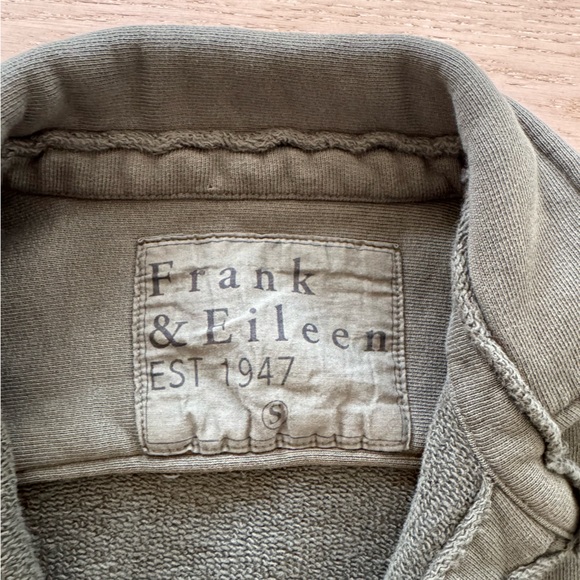 Frank
& Eileen
EST 1947
S